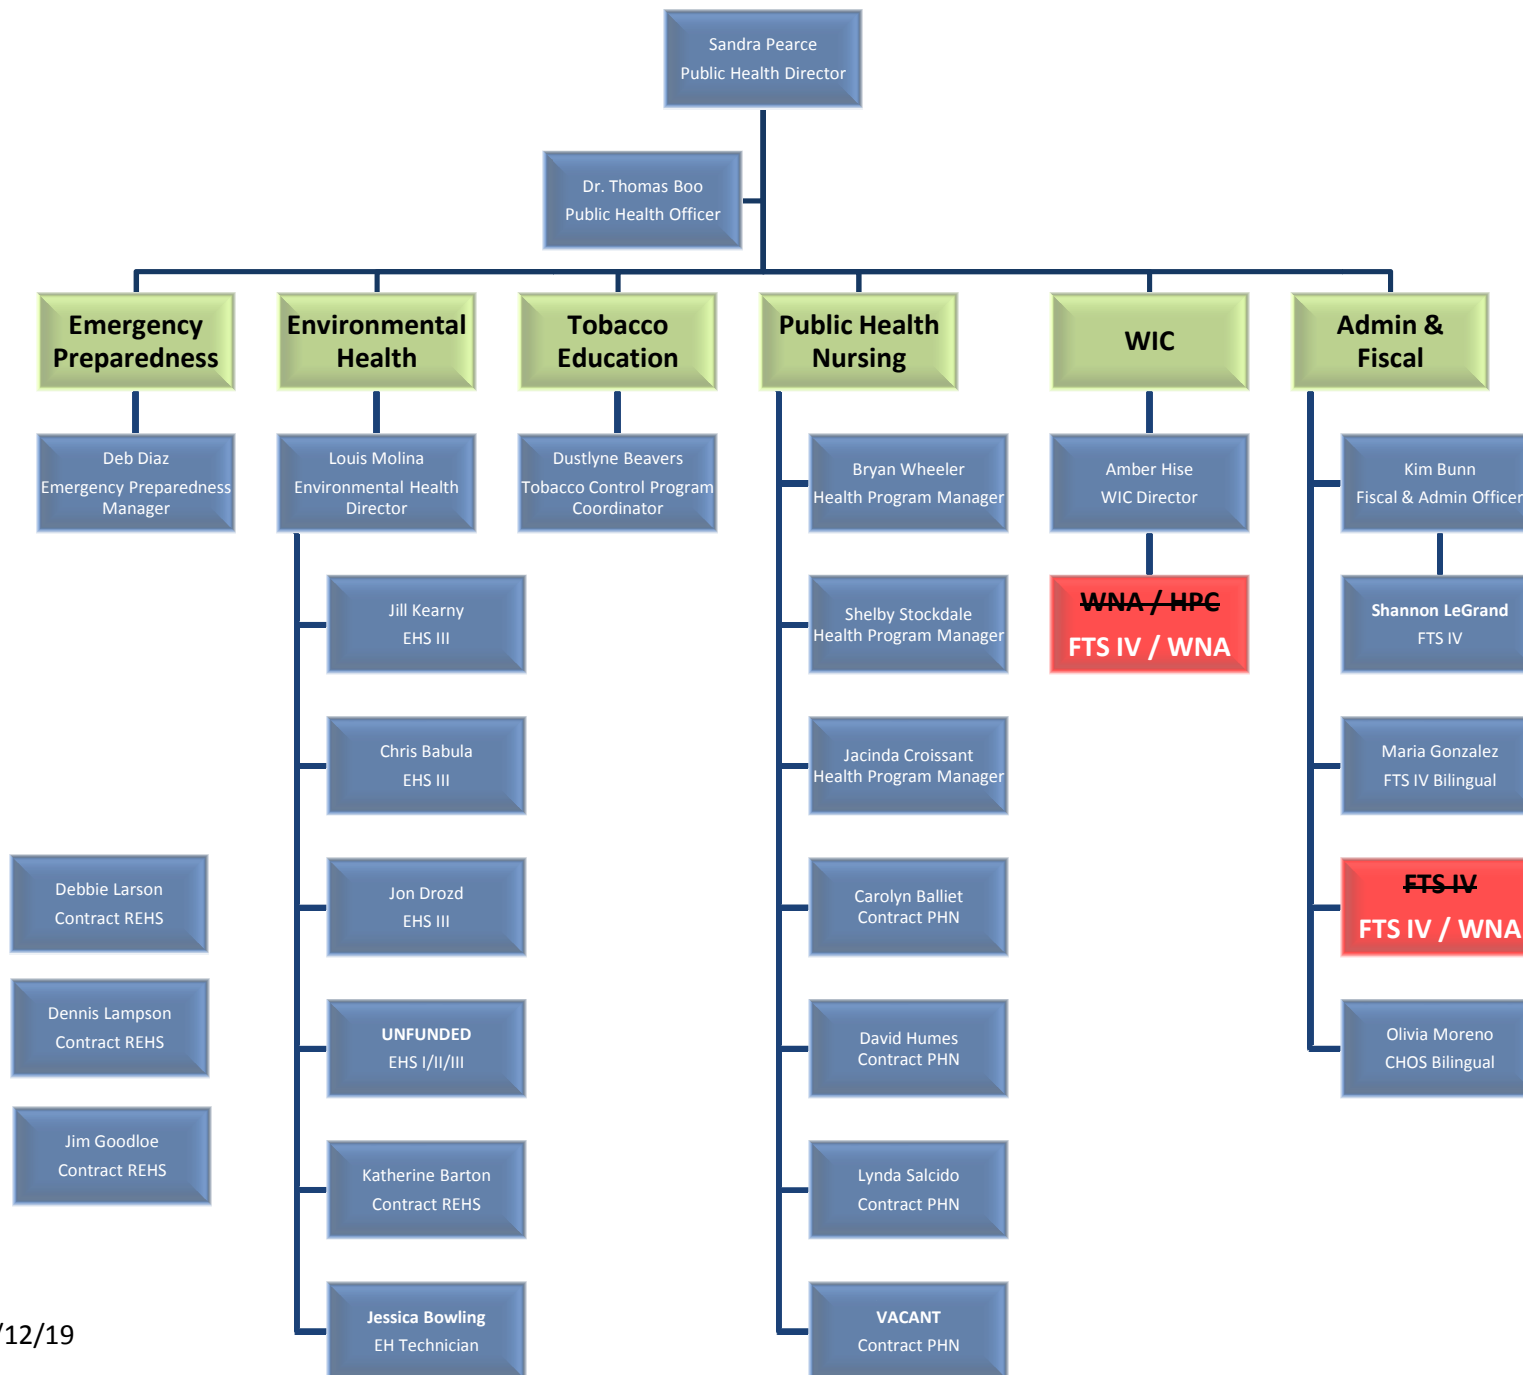 Sandra Pearce
Public Health Director
Dr. Thomas Boo
Public Health Officer
Emergency
Preparedness
Environmental
Health
Tobacco
Education
Public Health
Nursing
WIC
Admin &
Fiscal
Deb Diaz
Emergency Preparedness
Manager
Louis Molina
Environmental Health
Director
Dustlyne Beavers
Tobacco Control Program
Coordinator
Bryan Wheeler
Health Program Manager
Amber Hise
WIC Director
Kim Bunn
Fiscal & Admin Officer
Jill Kearny
EHS III
Shelby Stockdale
Health Program Manager
WNA / HPC
FTS IV / WNA
Shannon LeGrand
FTS IV
Chris Babula
EHS III
Jacinda Croissant
Health Program Manager
Maria Gonzalez
FTS IV Bilingual
Debbie Larson
Contract REHS
Jon Drozd
EHS III
Carolyn Balliet
Contract PHN
FTS IV
FTS IV / WNA
Dennis Lampson
Contract REHS
UNFUNDED
EHS I/II/III
David Humes
Contract PHN
Olivia Moreno
CHOS Bilingual
Jim Goodloe
Contract REHS
Katherine Barton
Contract REHS
Lynda Salcido
Contract PHN
Jessica Bowling
EH Technician
VACANT
Contract PHN
/12/19